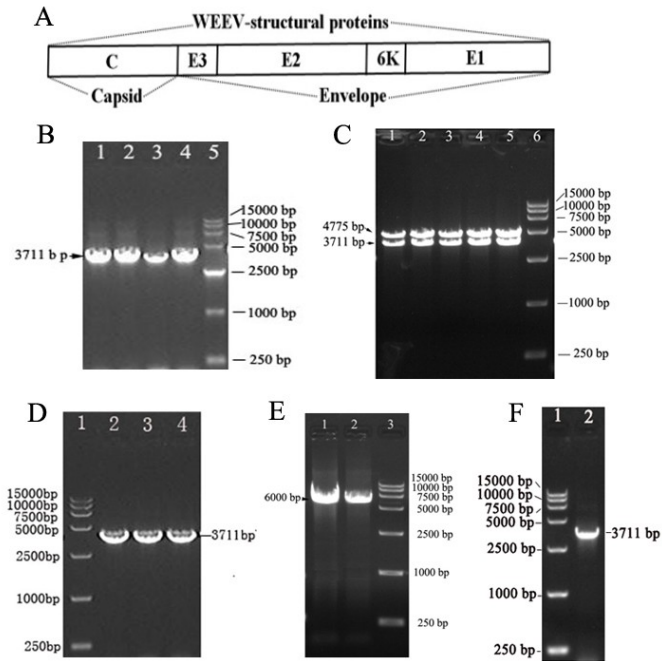 A
WEEV-structural proteins
C E3 E2 6K E1
Capsid Envelope
B
1 2 3 4 5
15000 bp
10000 bp
7500 bp
5000 bp
3711 b p
2500 bp
1000 bp
250 bp
C
1 2 3 4 5 6
15000 bp
10000 bp
7500 bp
4775 bp
5000 bp
3711 bp
2500 bp
1000 bp
250 bp
D
1 2 3 4
15000bp
10000bp
7500bp
5000bp
3711bp
2500bp
1000bp
250bp
E
1 2 3
15000 bp
10000 bp
6000 bp
7500 bp
5000 bp
2500 bp
1000 bp
250 bp
F
1 2
15000 bp
10000 bp
7500 bp
5000 bp
3711 bp
2500 bp
1000 bp
250 bp